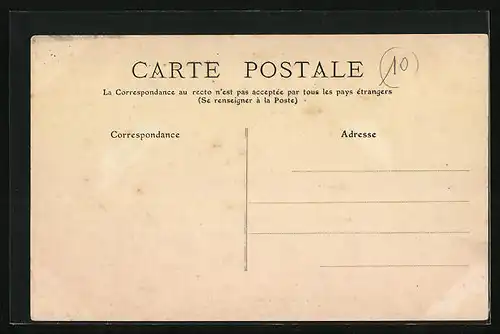 CARTE POSTALE (10)
La Correspondance au recto n'est pas acceptée par tous les pays étrangers
(Se renseigner à la Poste)
Correspondance
Adresse